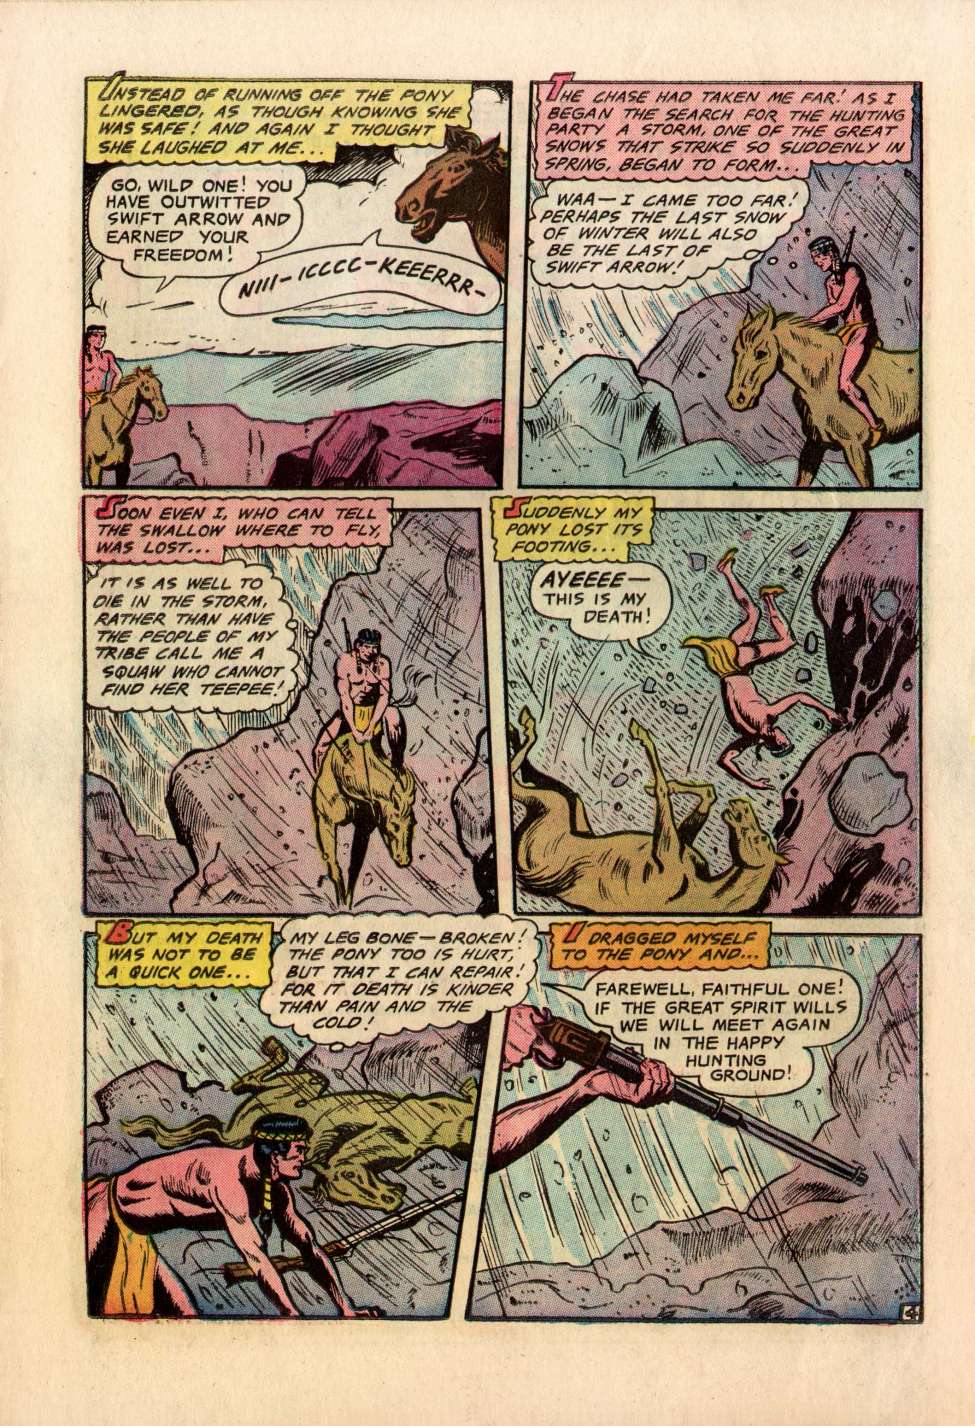 INSTEAD OF RUNNING OFF THE PONY
LINGERED, AS THOUGH KNOWING SHE
WAS SAFE! AND AGAIN I THOUGHT
SHE LAUGHED AT ME...
GO, WILD ONE! YOU
HAVE OUTWITTED
SWIFT ARROW AND
EARNED YOUR
FREEDOM!
NIII-ICCCC-KEEERRR-
THE CHASE HAD TAKEN ME FAR! AS I
BEGAN THE SEARCH FOR THE HUNTING
PARTY A STORM, ONE OF THE GREAT
SNOWS THAT STRIKE SO SUDDENLY IN
SPRING, BEGAN TO FORM...
WAA-I CAME TOO FAR!
PERHAPS THE LAST SNOW
OF WINTER WILL ALSO
BE THE LAST OF
SWIFT ARROW!
SOON EVEN I, WHO CAN TELL
THE SWALLOW WHERE TO FLY,
WAS LOST...
IT IS AS WELL TO
DIE IN THE STORM,
RATHER THAN HAVE
THE PEOPLE OF MY
TRIBE CALL ME A
SQUAW WHO CANNOT
FIND HER TEEPEE!
SUDDENLY MY
PONY LOST ITS
FOOTING...
AYEEEE-
THIS IS MY
DEATH!
BUT MY DEATH
WAS NOT TO BE
A QUICK ONE...
MY LEG BONE-BROKEN!
THE PONY TOO IS HURT,
BUT THAT I CAN REPAIR!
FOR IT DEATH IS KINDER
THAN PAIN AND THE
COLD!
I DRAGGED MYSELF
TO THE PONY AND...
FAREWELL, FAITHFUL ONE!
IF THE GREAT SPIRIT WILLS
WE WILL MEET AGAIN
IN THE HAPPY
HUNTING
GROUND!
4